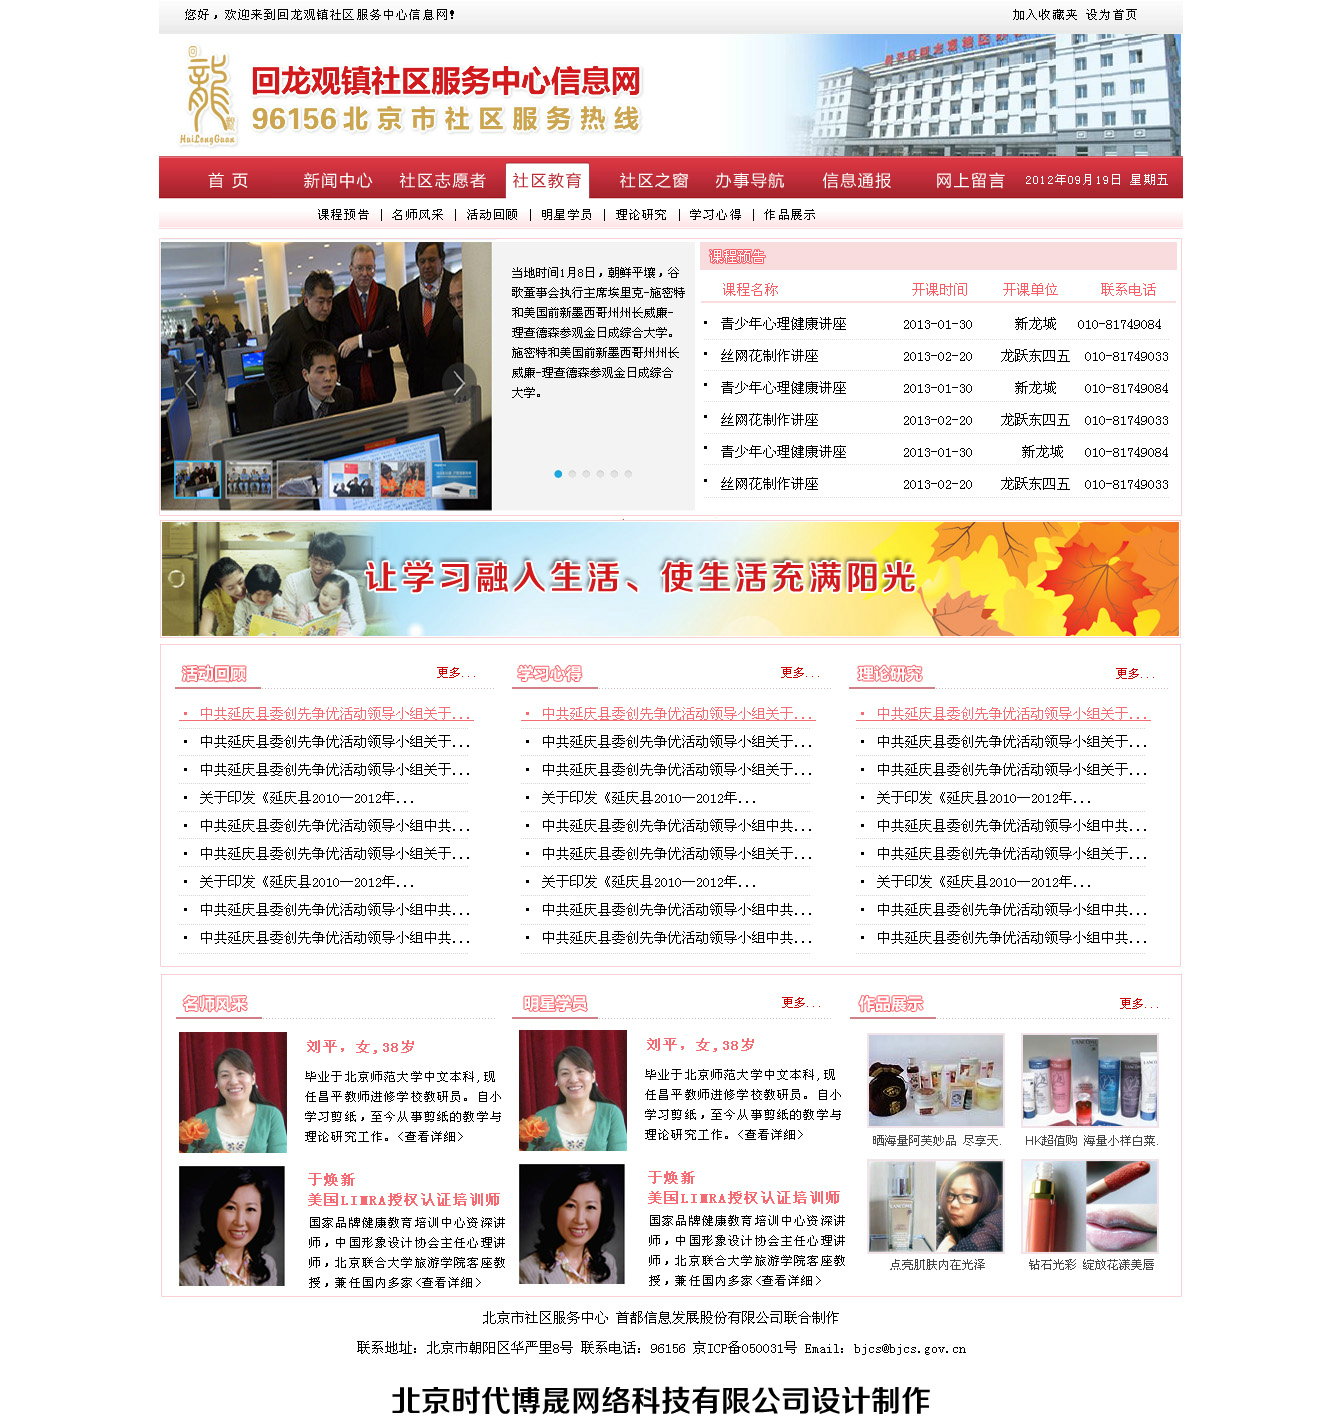 您好，欢迎来到回龙观镇社区服务中心信息网！
加入收藏夹 设为首页
龍
HuiLongGuan
回龙观镇社区服务中心信息网
96156北京市社区服务热线
首 页 新闻中心 社区志愿者 社区教育 社区之窗 办事导航 信息通报 网上留言 2012年09月19日 星期五
课程预告 | 名师风采 | 活动回顾 | 明星学员 | 理论研究 | 学习心得 | 作品展示
当地时间1月8日，朝鲜平壤，谷
歌董事会执行主席埃里克-施密特
和美国前新墨西哥州州长威廉-
理查德森参观金日成综合大学。
施密特和美国前新墨西哥州州长
威廉-理查德森参观金日成综合
大学。
课程预告
课程名称 开课时间 开课单位 联系电话
青少年心理健康讲座 2013-01-30 新龙城 010-81749084
丝网花制作讲座 2013-02-20 龙跃东四五 010-81749033
青少年心理健康讲座 2013-01-30 新龙城 010-81749084
丝网花制作讲座 2013-02-20 龙跃东四五 010-81749033
青少年心理健康讲座 2013-01-30 新龙城 010-81749084
丝网花制作讲座 2013-02-20 龙跃东四五 010-81749033
让学习融入生活、使生活充满阳光
活动回顾 更多...
中共延庆县委创先争优活动领导小组关于...
中共延庆县委创先争优活动领导小组关于...
中共延庆县委创先争优活动领导小组关于...
关于印发《延庆县2010—2012年...
中共延庆县委创先争优活动领导小组中共...
中共延庆县委创先争优活动领导小组关于...
关于印发《延庆县2010—2012年...
中共延庆县委创先争优活动领导小组中共...
中共延庆县委创先争优活动领导小组中共...
学习心得 更多...
中共延庆县委创先争优活动领导小组关于...
中共延庆县委创先争优活动领导小组关于...
中共延庆县委创先争优活动领导小组关于...
关于印发《延庆县2010—2012年...
中共延庆县委创先争优活动领导小组中共...
中共延庆县委创先争优活动领导小组关于...
关于印发《延庆县2010—2012年...
中共延庆县委创先争优活动领导小组中共...
中共延庆县委创先争优活动领导小组中共...
理论研究 更多...
中共延庆县委创先争优活动领导小组关于...
中共延庆县委创先争优活动领导小组关于...
中共延庆县委创先争优活动领导小组关于...
关于印发《延庆县2010—2012年...
中共延庆县委创先争优活动领导小组中共...
中共延庆县委创先争优活动领导小组关于...
关于印发《延庆县2010—2012年...
中共延庆县委创先争优活动领导小组中共...
中共延庆县委创先争优活动领导小组中共...
名师风采
刘平，女,38岁
毕业于北京师范大学中文本科,现
任昌平教师进修学校教研员。自小
学习剪纸，至今从事剪纸的教学与
理论研究工作。<查看详细>
于焕新
美国LIMRA授权认证培训师
国家品牌健康教育培训中心资深讲
师，中国形象设计协会主任心理讲
师，北京联合大学旅游学院客座教
授，兼任国内多家<查看详细>
明星学员 更多...
刘平，女,38岁
毕业于北京师范大学中文本科,现
任昌平教师进修学校教研员。自小
学习剪纸，至今从事剪纸的教学与
理论研究工作。<查看详细>
于焕新
美国LIMRA授权认证培训师
国家品牌健康教育培训中心资深讲
师，中国形象设计协会主任心理讲
师，北京联合大学旅游学院客座教
授，兼任国内多家<查看详细>
作品展示 更多...
晒海量阿芙妙品 尽享天.
HK超值购 海量小样白菜.
点亮肌肤内在光泽
钻石光彩 绽放花漾美唇
北京市社区服务中心 首都信息发展股份有限公司联合制作
联系地址：北京市朝阳区华严里8号 联系电话：96156 京ICP备050031号 Email：bjcs@bjcs.gov.cn
北京时代博晟网络科技有限公司设计制作